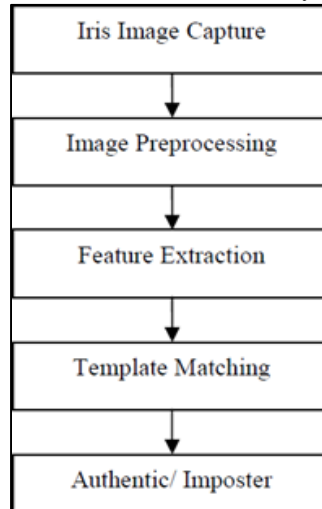 Iris Image Capture
Image Preprocessing
Feature Extraction
Template Matching
Authentic/ Imposter